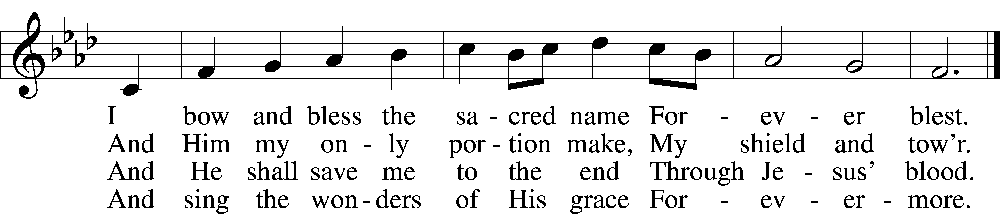 I bow and bless the sa - cred name For - ev - er blest.
And Him my on - ly por - tion make, My shield and tow’r.
And He shall save me to the end Through Je - sus’ blood.
And sing the won - ders of His grace For - ev - er - more.